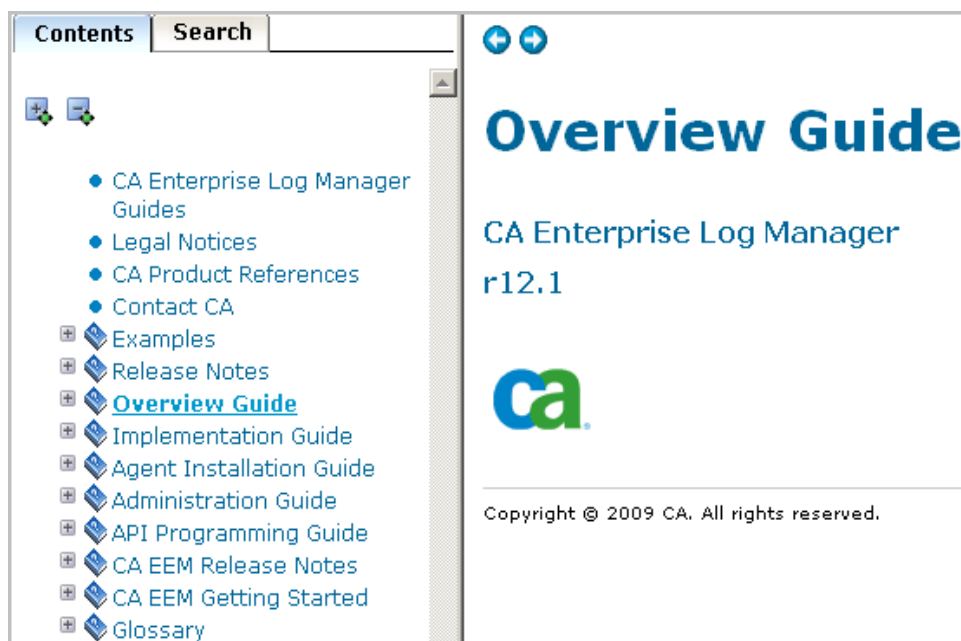 Contents
Search
CA Enterprise Log Manager
Guides
Legal Notices
CA Product References
Contact CA
Examples
Release Notes
Overview Guide
Implementation Guide
Agent Installation Guide
Administration Guide
API Programming Guide
CA EEM Release Notes
CA EEM Getting Started
Glossary
Overview Guide
CA Enterprise Log Manager
r12.1
ca
Copyright © 2009 CA. All rights reserved.